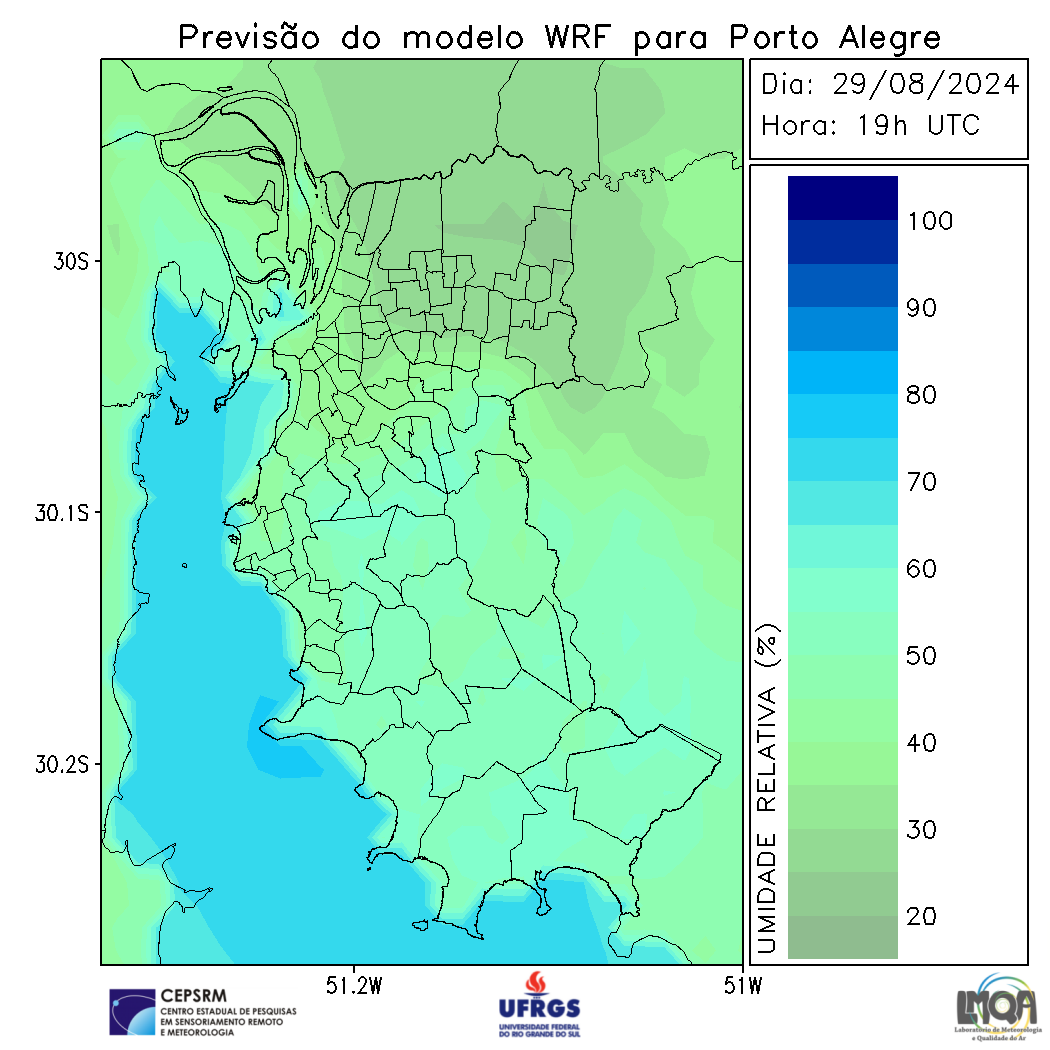 Previsão do modelo WRF para Porto Alegre
Dia: 29/08/2024
Hora: 19h UTC
30S
30.1S
30.2S
51.2W
51W
UMIDADE RELATIVA (%)
100
90
80
70
60
50
40
30
20
CEPSRM
CENTRO ESTADUAL DE PESQUISAS
EM SENSORIAMENTO REMOTO
E METEOROLOGIA
UFRGS
UNIVERSIDADE FEDERAL
DO RIO GRANDE DO SUL
LMQA
Laboratório de Meteorologia
e Qualidade do Ar